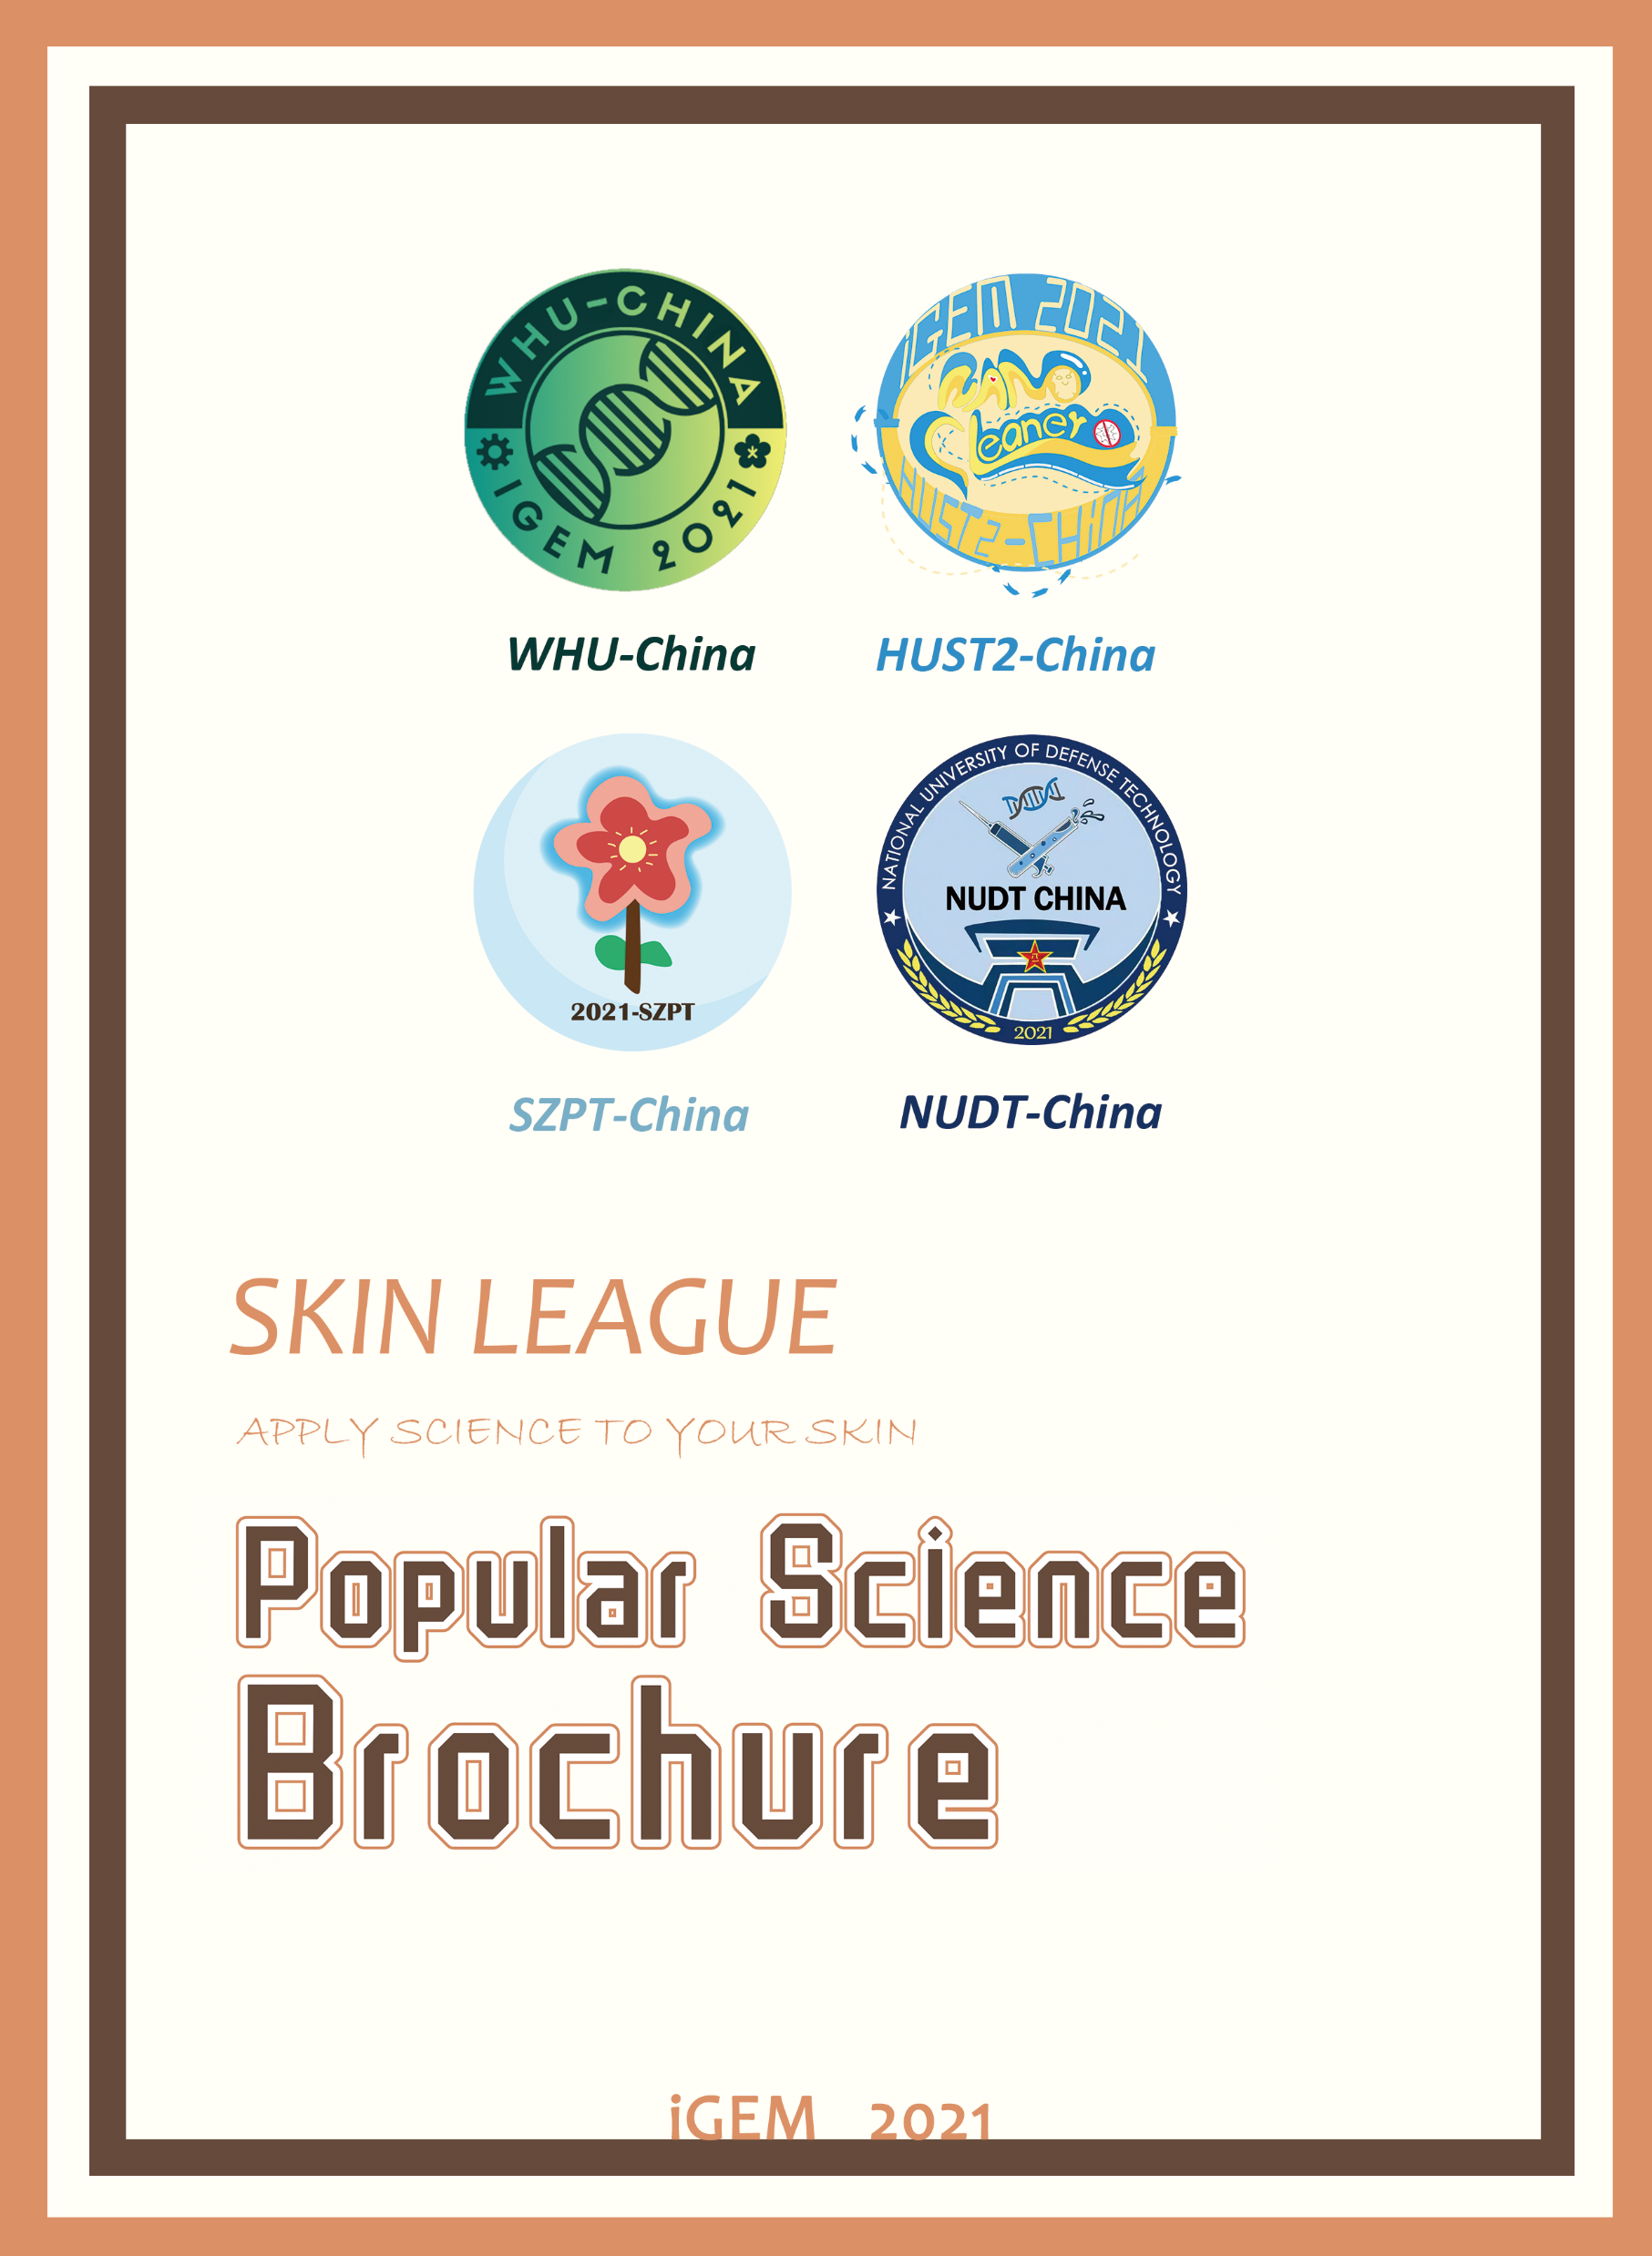 WHU-CHINA
IGEM 2021
iGEM 2021
NANO
Cleaner
HUST2-CHINA
WHU-China
HUST2-China
2021-SZPT
NATIONAL UNIVERSITY OF DEFENSE TECHNOLOGY
NUDT CHINA
2021
SZPT-China
NUDT-China
SKIN LEAGUE
APPLY SCIENCE TO YOUR SKIN
Popular Science
Brochure
iGEM 2021